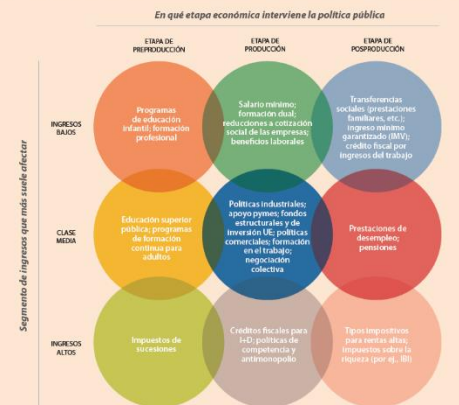 En qué etapa económica interviene la política pública
ETAPA DE
PREPRODUCCIÓN
ETAPA DE
PRODUCCIÓN
ETAPA DE
POSPRODUCCIÓN
Segmento de ingresos que más suele afectar
INGRESOS
BAJOS
Programas
de educación
infantil; formación
profesional
Salario mínimo;
formación dual;
reducciones a cotización
social de las empresas;
beneficios laborales
Transferencias
sociales (prestaciones
familiares, etc.);
ingreso mínimo
garantizado (IMV);
crédito fiscal por
ingresos del trabajo
CLASE
MEDIA
Educación superior
pública; programas
de formación
continua para
adultos
Políticas industriales;
apoyo pymes; fondos
estructurales y de
inversión UE; políticas
comerciales; formación
en el trabajo;
negociación
colectiva
Prestaciones
de desempleo;
pensiones
INGRESOS
ALTOS
Impuestos de
sucesiones
Créditos fiscales para
I+D; políticas de
competencia y
antimonopolio
Tipos impositivos
para rentas altas;
impuestos sobre la
riqueza (por ej., IBI)